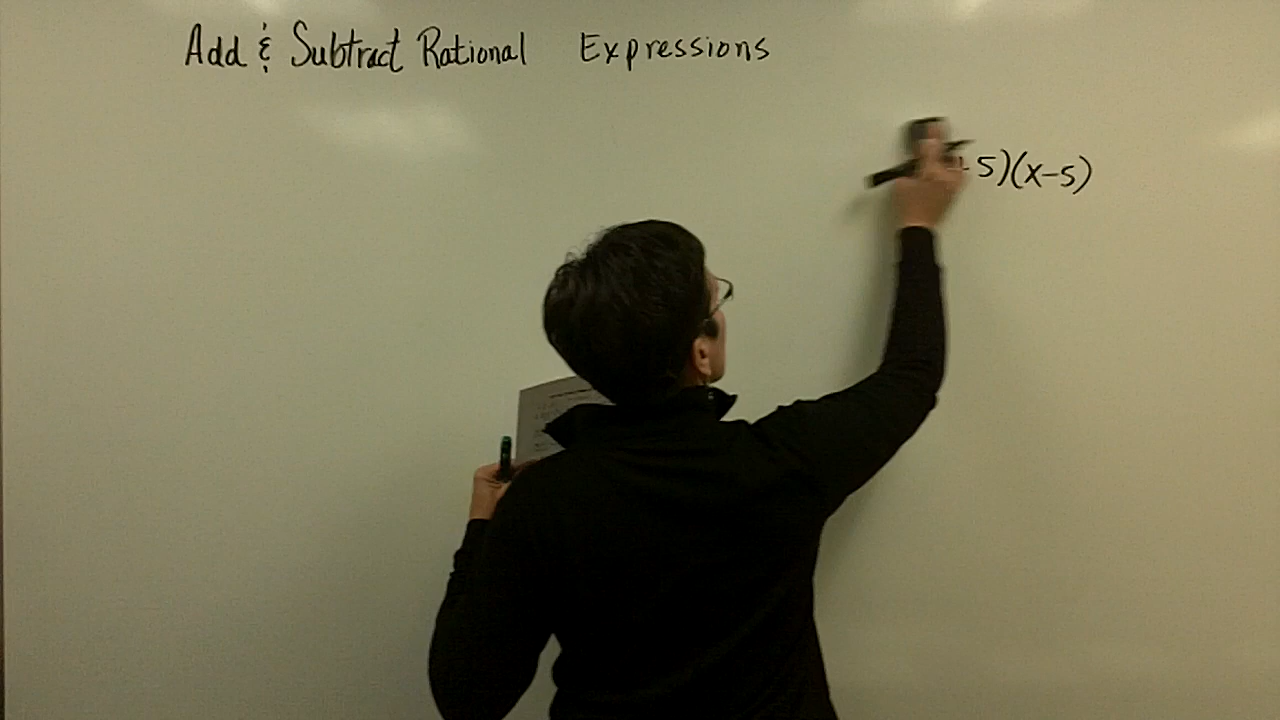 Add & Subtract Rational Expressions
5)(x-5)